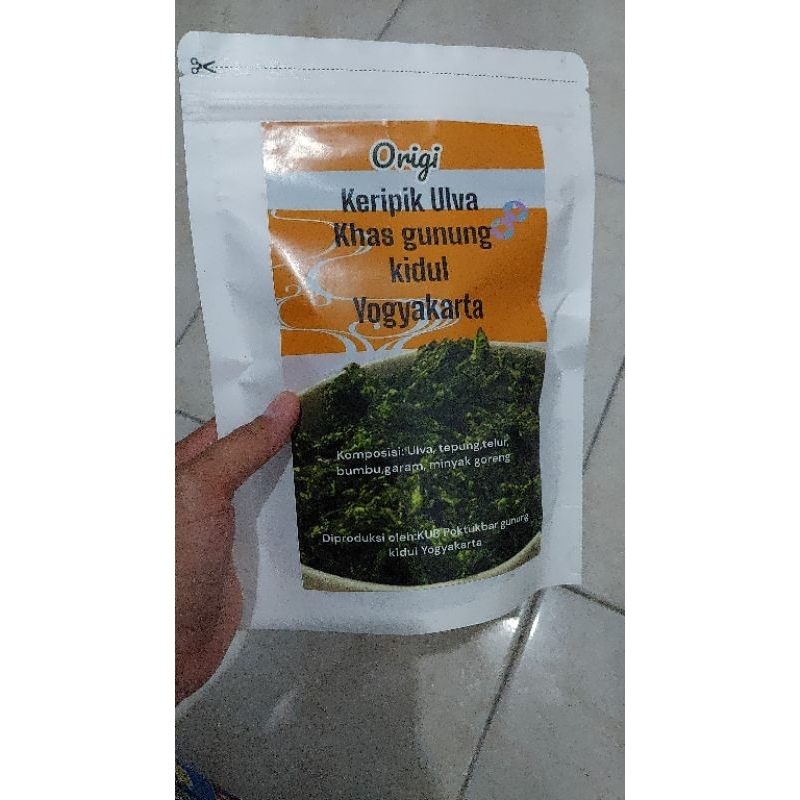 Origi
Keripik Ulva
Khas gunung
kidul
Yogyakarta
Komposisi: Ulva, tepung,telur,
bumbu,garam, minyak goreng
Diproduksi oleh:KUB Poktukbar gunung
kidul Yogyakarta